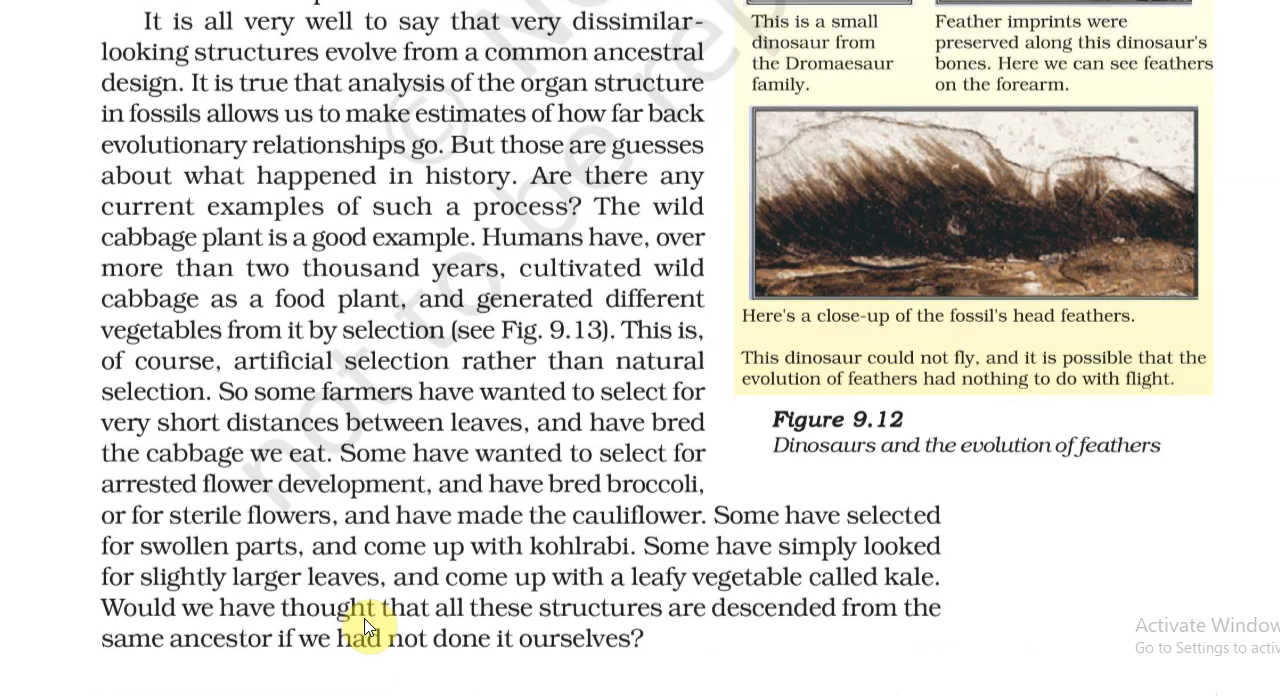 It is all very well to say that very dissimilar-
looking structures evolve from a common ancestral
design. It is true that analysis of the organ structure
in fossils allows us to make estimates of how far back
evolutionary relationships go. But those are guesses
about what happened in history. Are there any
current examples of such a process? The wild
cabbage plant is a good example. Humans have, over
more than two thousand years, cultivated wild
cabbage as a food plant, and generated different
vegetables from it by selection (see Fig. 9.13). This is,
of course, artificial selection rather than natural
selection. So some farmers have wanted to select for
very short distances between leaves, and have bred
the cabbage we eat. Some have wanted to select for
arrested flower development, and have bred broccoli,
or for sterile flowers, and have made the cauliflower. Some have selected
for swollen parts, and come up with kohlrabi. Some have simply looked
for slightly larger leaves, and come up with a leafy vegetable called kale.
Would we have thought that all these structures are descended from the
same ancestor if we had not done it ourselves?
This is a small
dinosaur from
the Dromaesaur
family.
Feather imprints were
preserved along this dinosaur's
bones. Here we can see feathers
on the forearm.
Here's a close-up of the fossil's head feathers.
This dinosaur could not fly, and it is possible that the
evolution of feathers had nothing to do with flight.
Figure 9.12
Dinosaurs and the evolution of feathers
©
not to be re
Activate Window
Go to Settings to activ